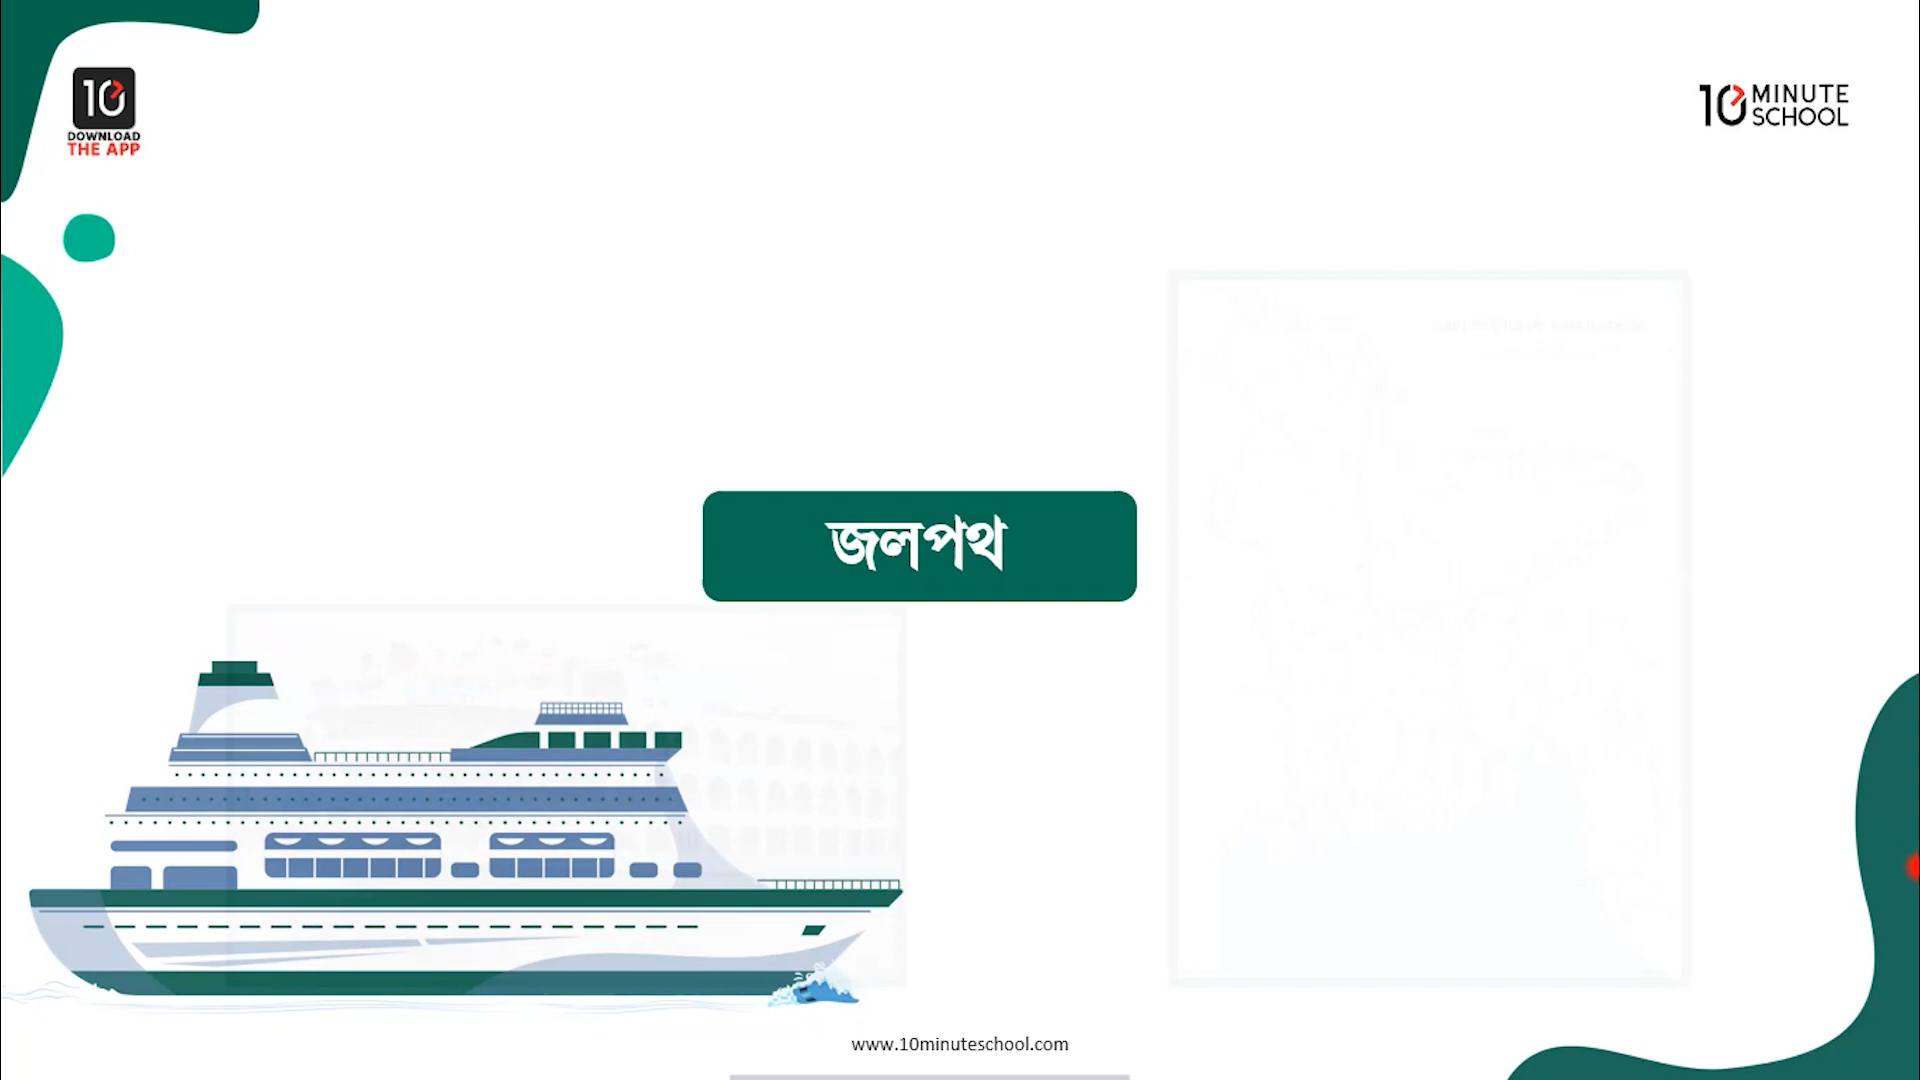 10
DOWNLOAD
THE APP
10 MINUTE
SCHOOL
জলপথ
www.10minuteschool.com